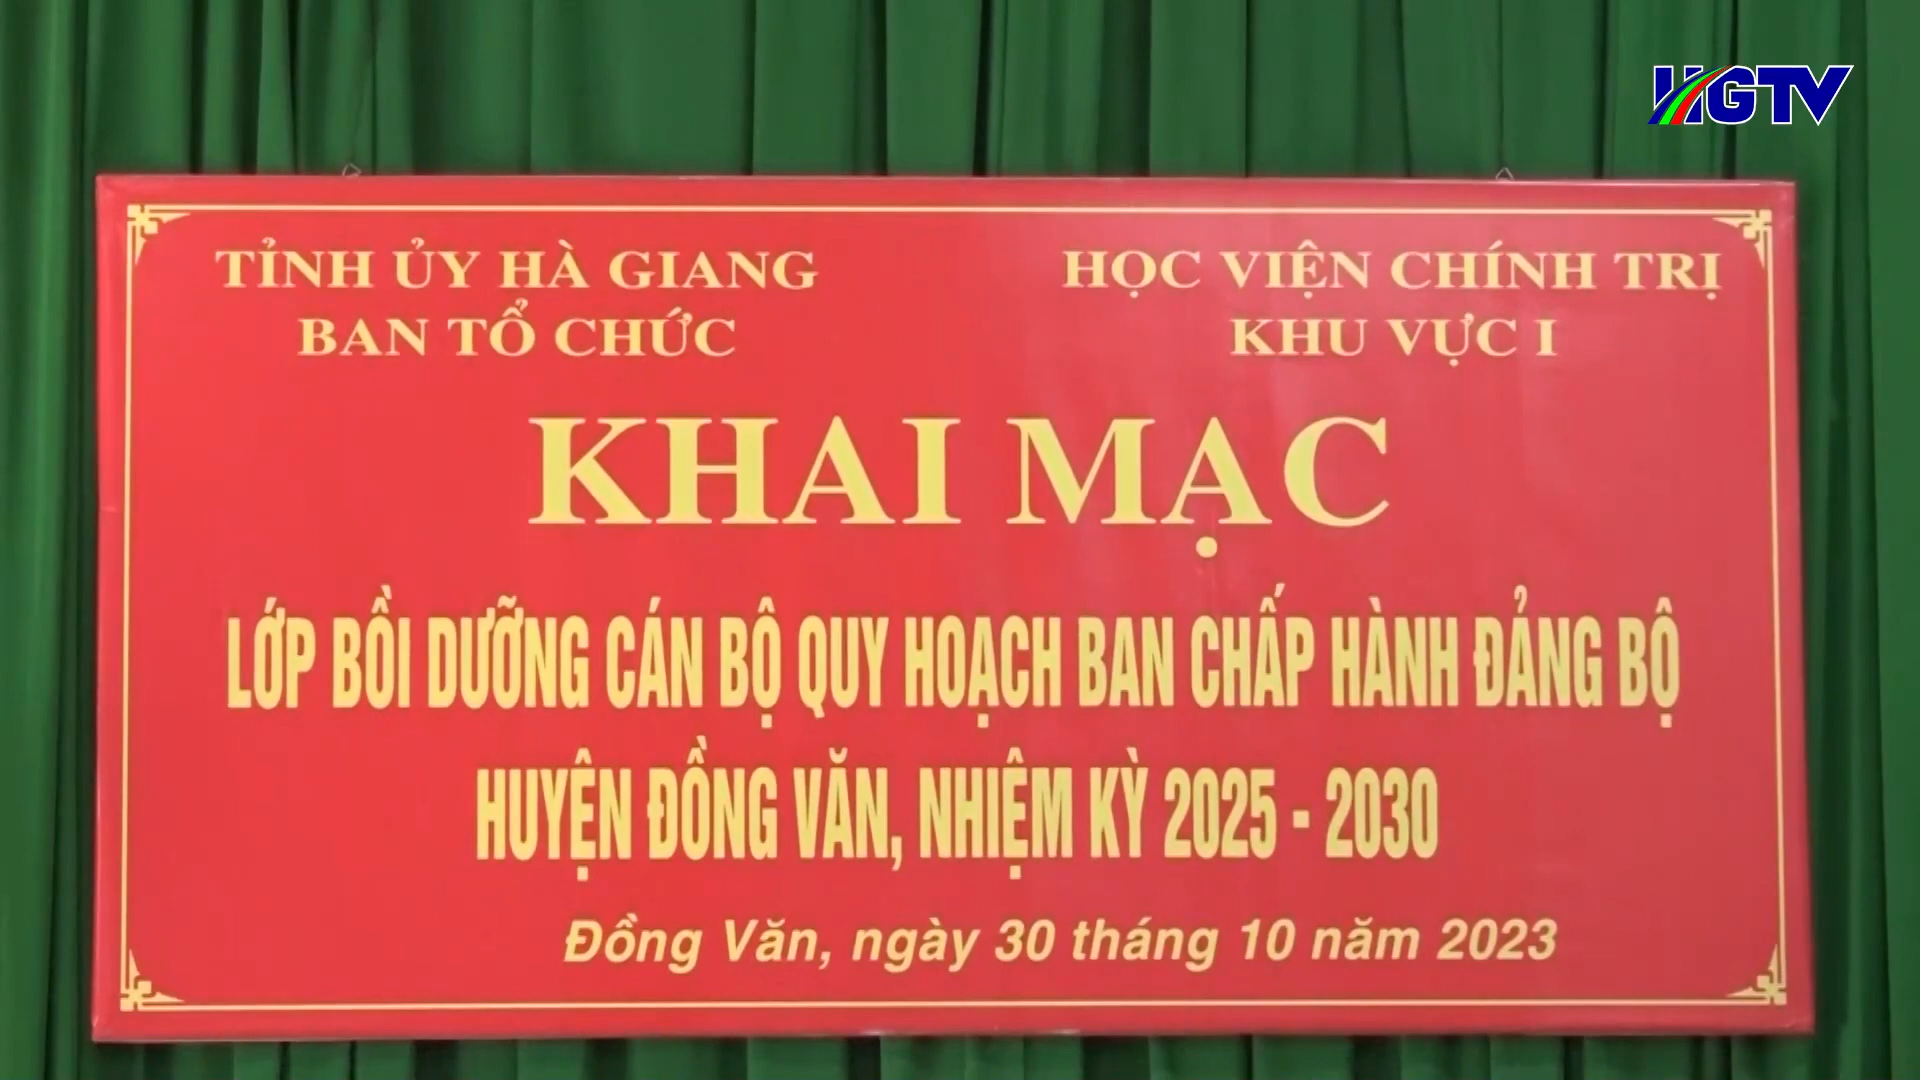 HGTV
TỈNH ỦY HÀ GIANG
BAN TỔ CHỨC
HỌC VIỆN CHÍNH TRỊ
KHU VỰC I
KHAI MẠC
LỚP BỒI DƯỠNG CÁN BỘ QUY HOẠCH BAN CHẤP HÀNH ĐẢNG BỘ
HUYỆN ĐỒNG VĂN, NHIỆM KỲ 2025 - 2030
Đồng Văn, ngày 30 tháng 10 năm 2023